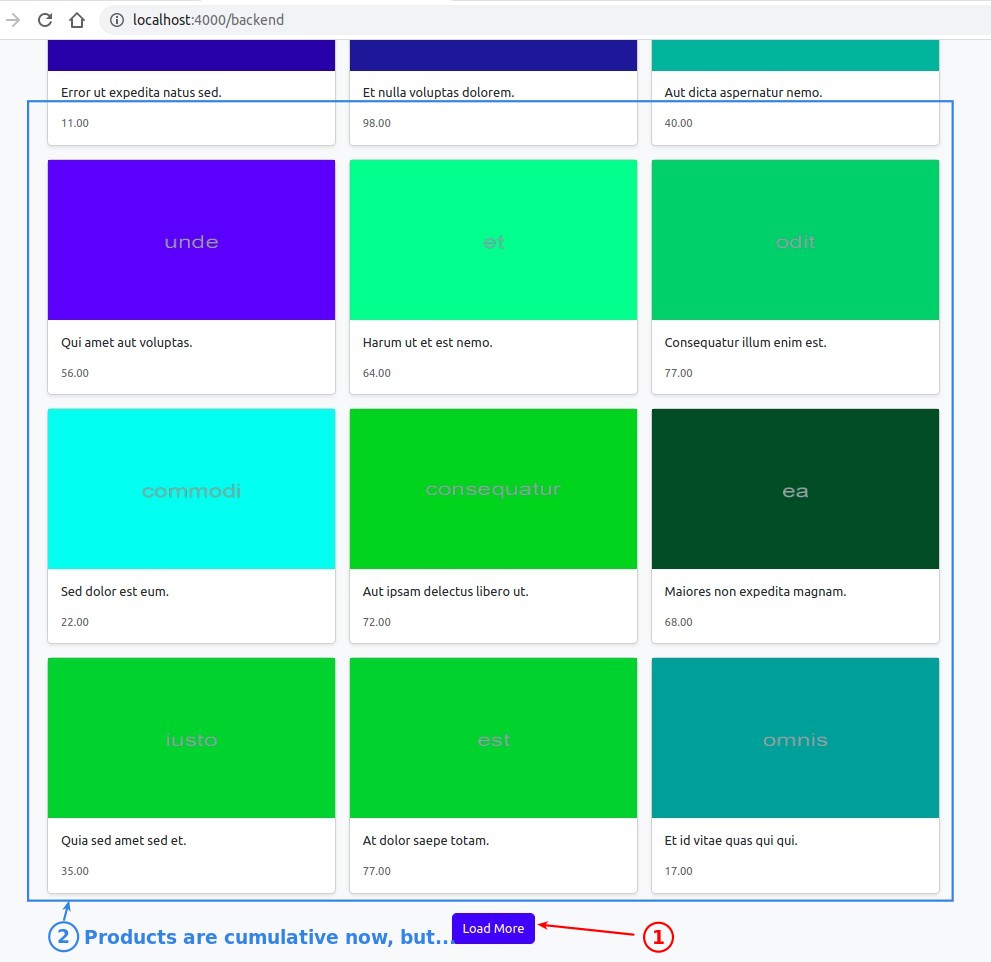 localhost:4000/backend
Error ut expedita natus sed. Et nulla voluptas dolorem. Aut dicta aspernatur nemo.
11.00 98.00 40.00
unde et odit
Qui amet aut voluptas. Harum ut et est nemo. Consequatur illum enim est.
56.00 64.00 77.00
commodi consequatur ea
Sed dolor est eum. Aut ipsam delectus libero ut. Maiores non expedita magnam.
22.00 72.00 68.00
iusto est omnis
Quia sed amet sed et. At dolor saepe totam. Et id vitae quas qui qui.
35.00 77.00 17.00
2 Products are cumulative now, but... Load More 1